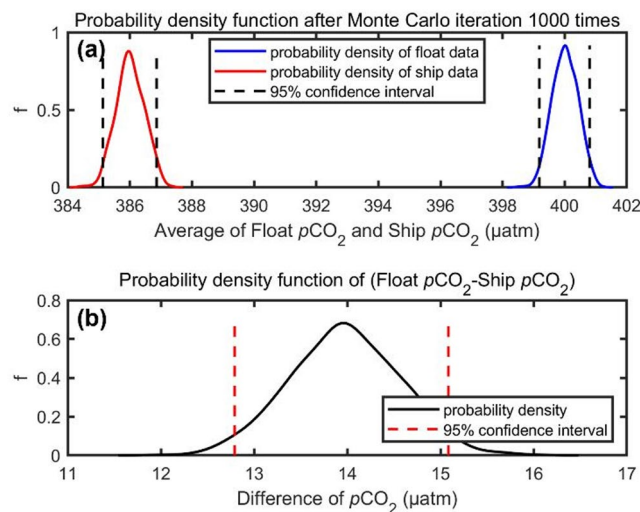 Probability density function after Monte Carlo iteration 1000 times
(a)
probability density of float data
probability density of ship data
95% confidence interval
f
1
0.5
0
384 386 388 390 392 394 396 398 400 402
Average of Float pCO₂ and Ship pCO₂ (µatm)
Probability density function of (Float pCO₂-Ship pCO₂)
(b)
f
0.8
0.6
0.4
0.2
0
probability density
95% confidence interval
11 12 13 14 15 16 17
Difference of pCO₂ (µatm)